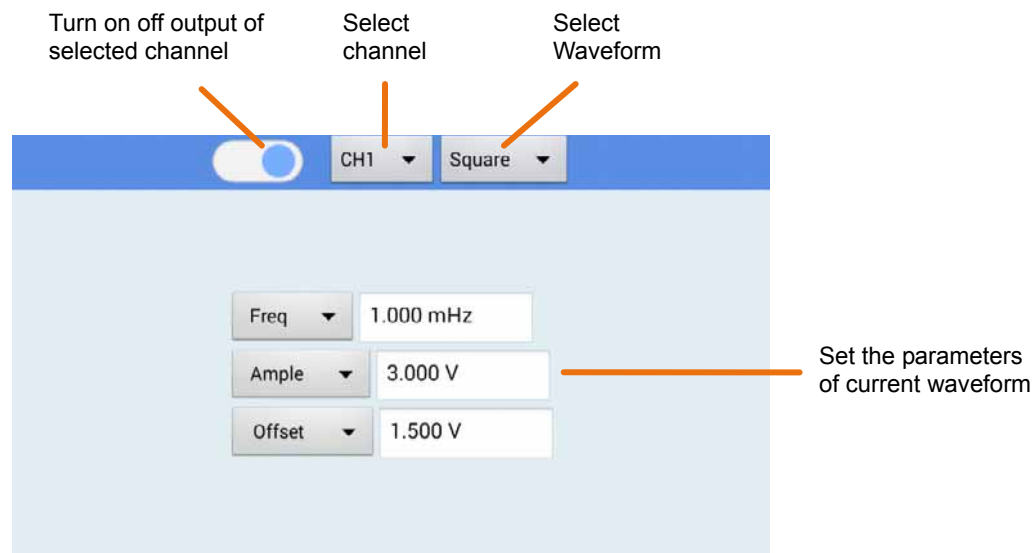 Turn on off output of
selected channel
Select
channel
Select
Waveform
CH1
Square
Freq
1.000 mHz
Ample
3.000 V
Offset
1.500 V
Set the parameters
of current waveform